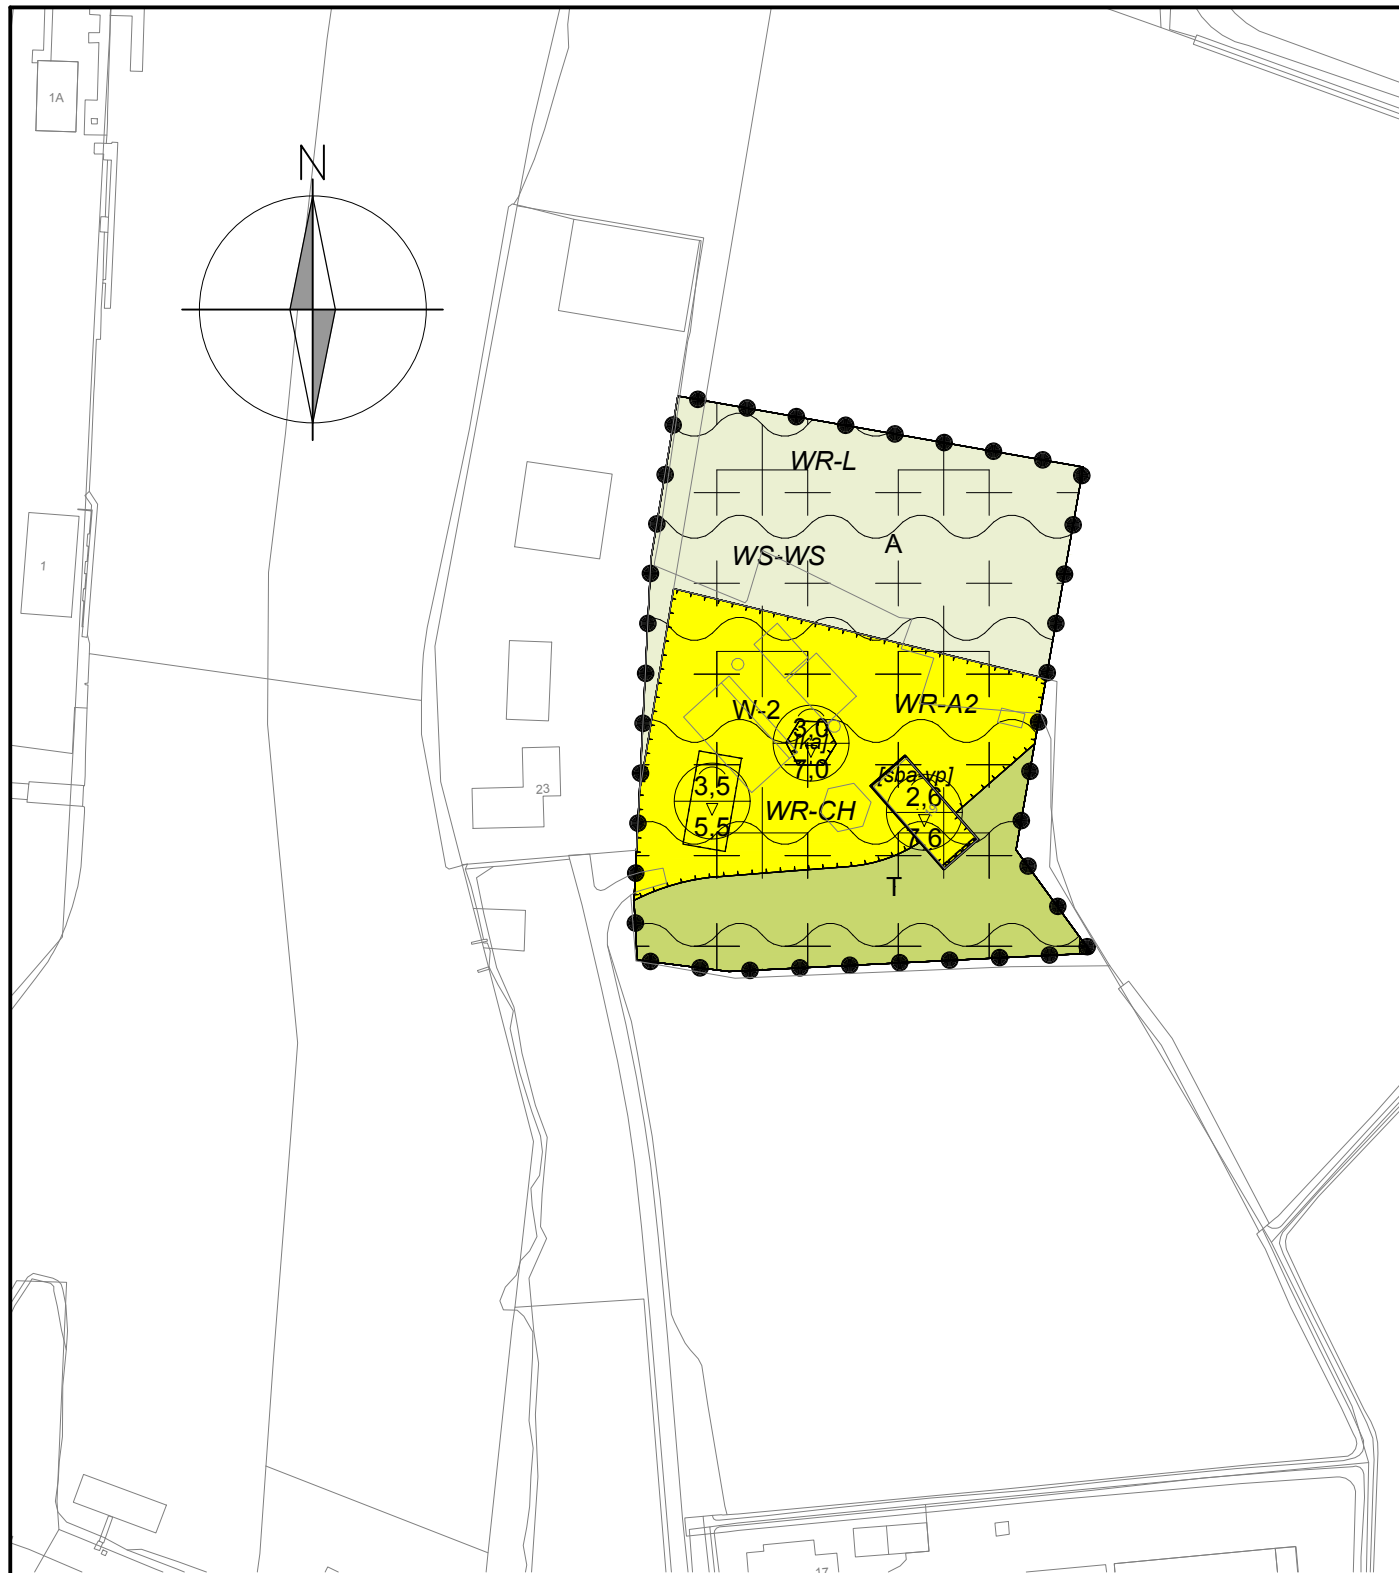 1A
N
WR-L
A
WS-WS
1
WR-A2
W-2
3,0
[ka]
7,0
[sba-vp]
3,5
2,6
23
WR-CH
5,5
7,6
T
17